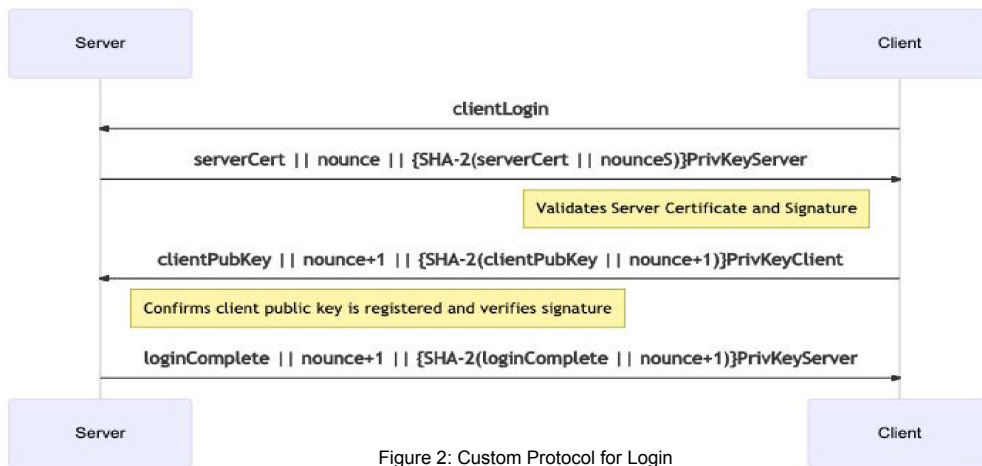 Server Client
clientLogin
serverCert || nounce || {SHA-2(serverCert || nounceS)}PrivKeyServer
Validates Server Certificate and Signature
clientPubKey || nounce+1 || {SHA-2(clientPubKey || nounce+1)}PrivKeyClient
Confirms client public key is registered and verifies signature
loginComplete || nounce+1 || {SHA-2(loginComplete || nounce+1)}PrivKeyServer
Server Client
Figure 2: Custom Protocol for Login